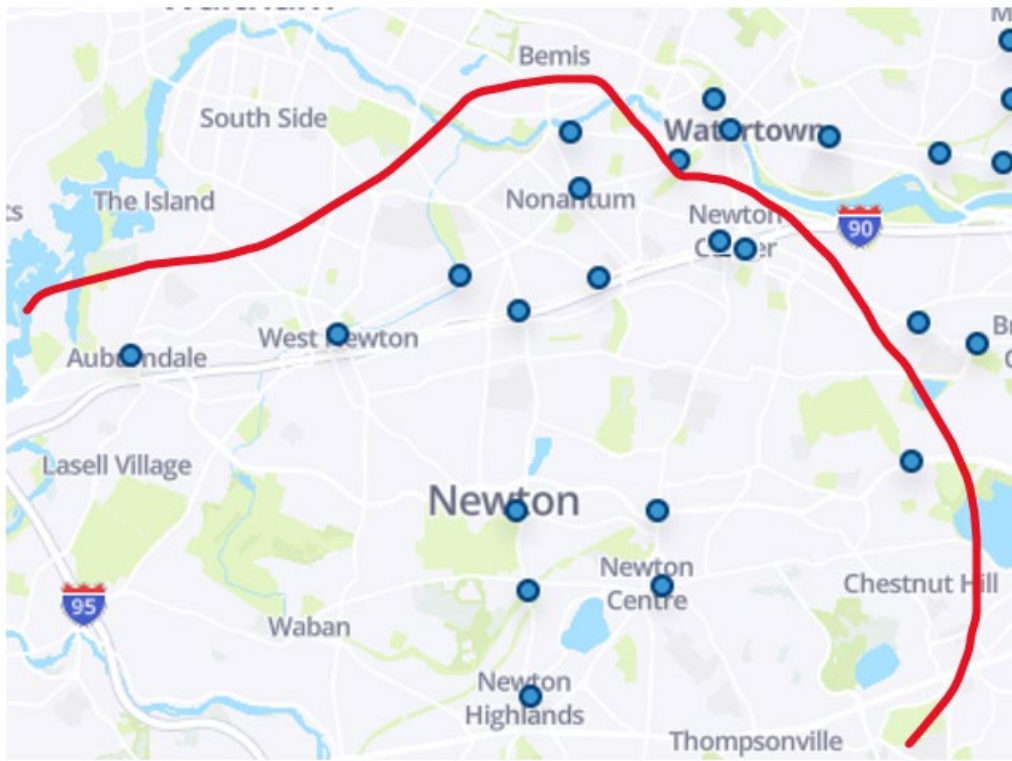 Bemis
South Side
Watertown
The Island
Nonantum
Newton
Corner
90
West Newton
Auburndale
Lasell Village
Newton
Newton
Centre
95
Chestnut Hill
Waban
Newton
Highlands
Thompsonville